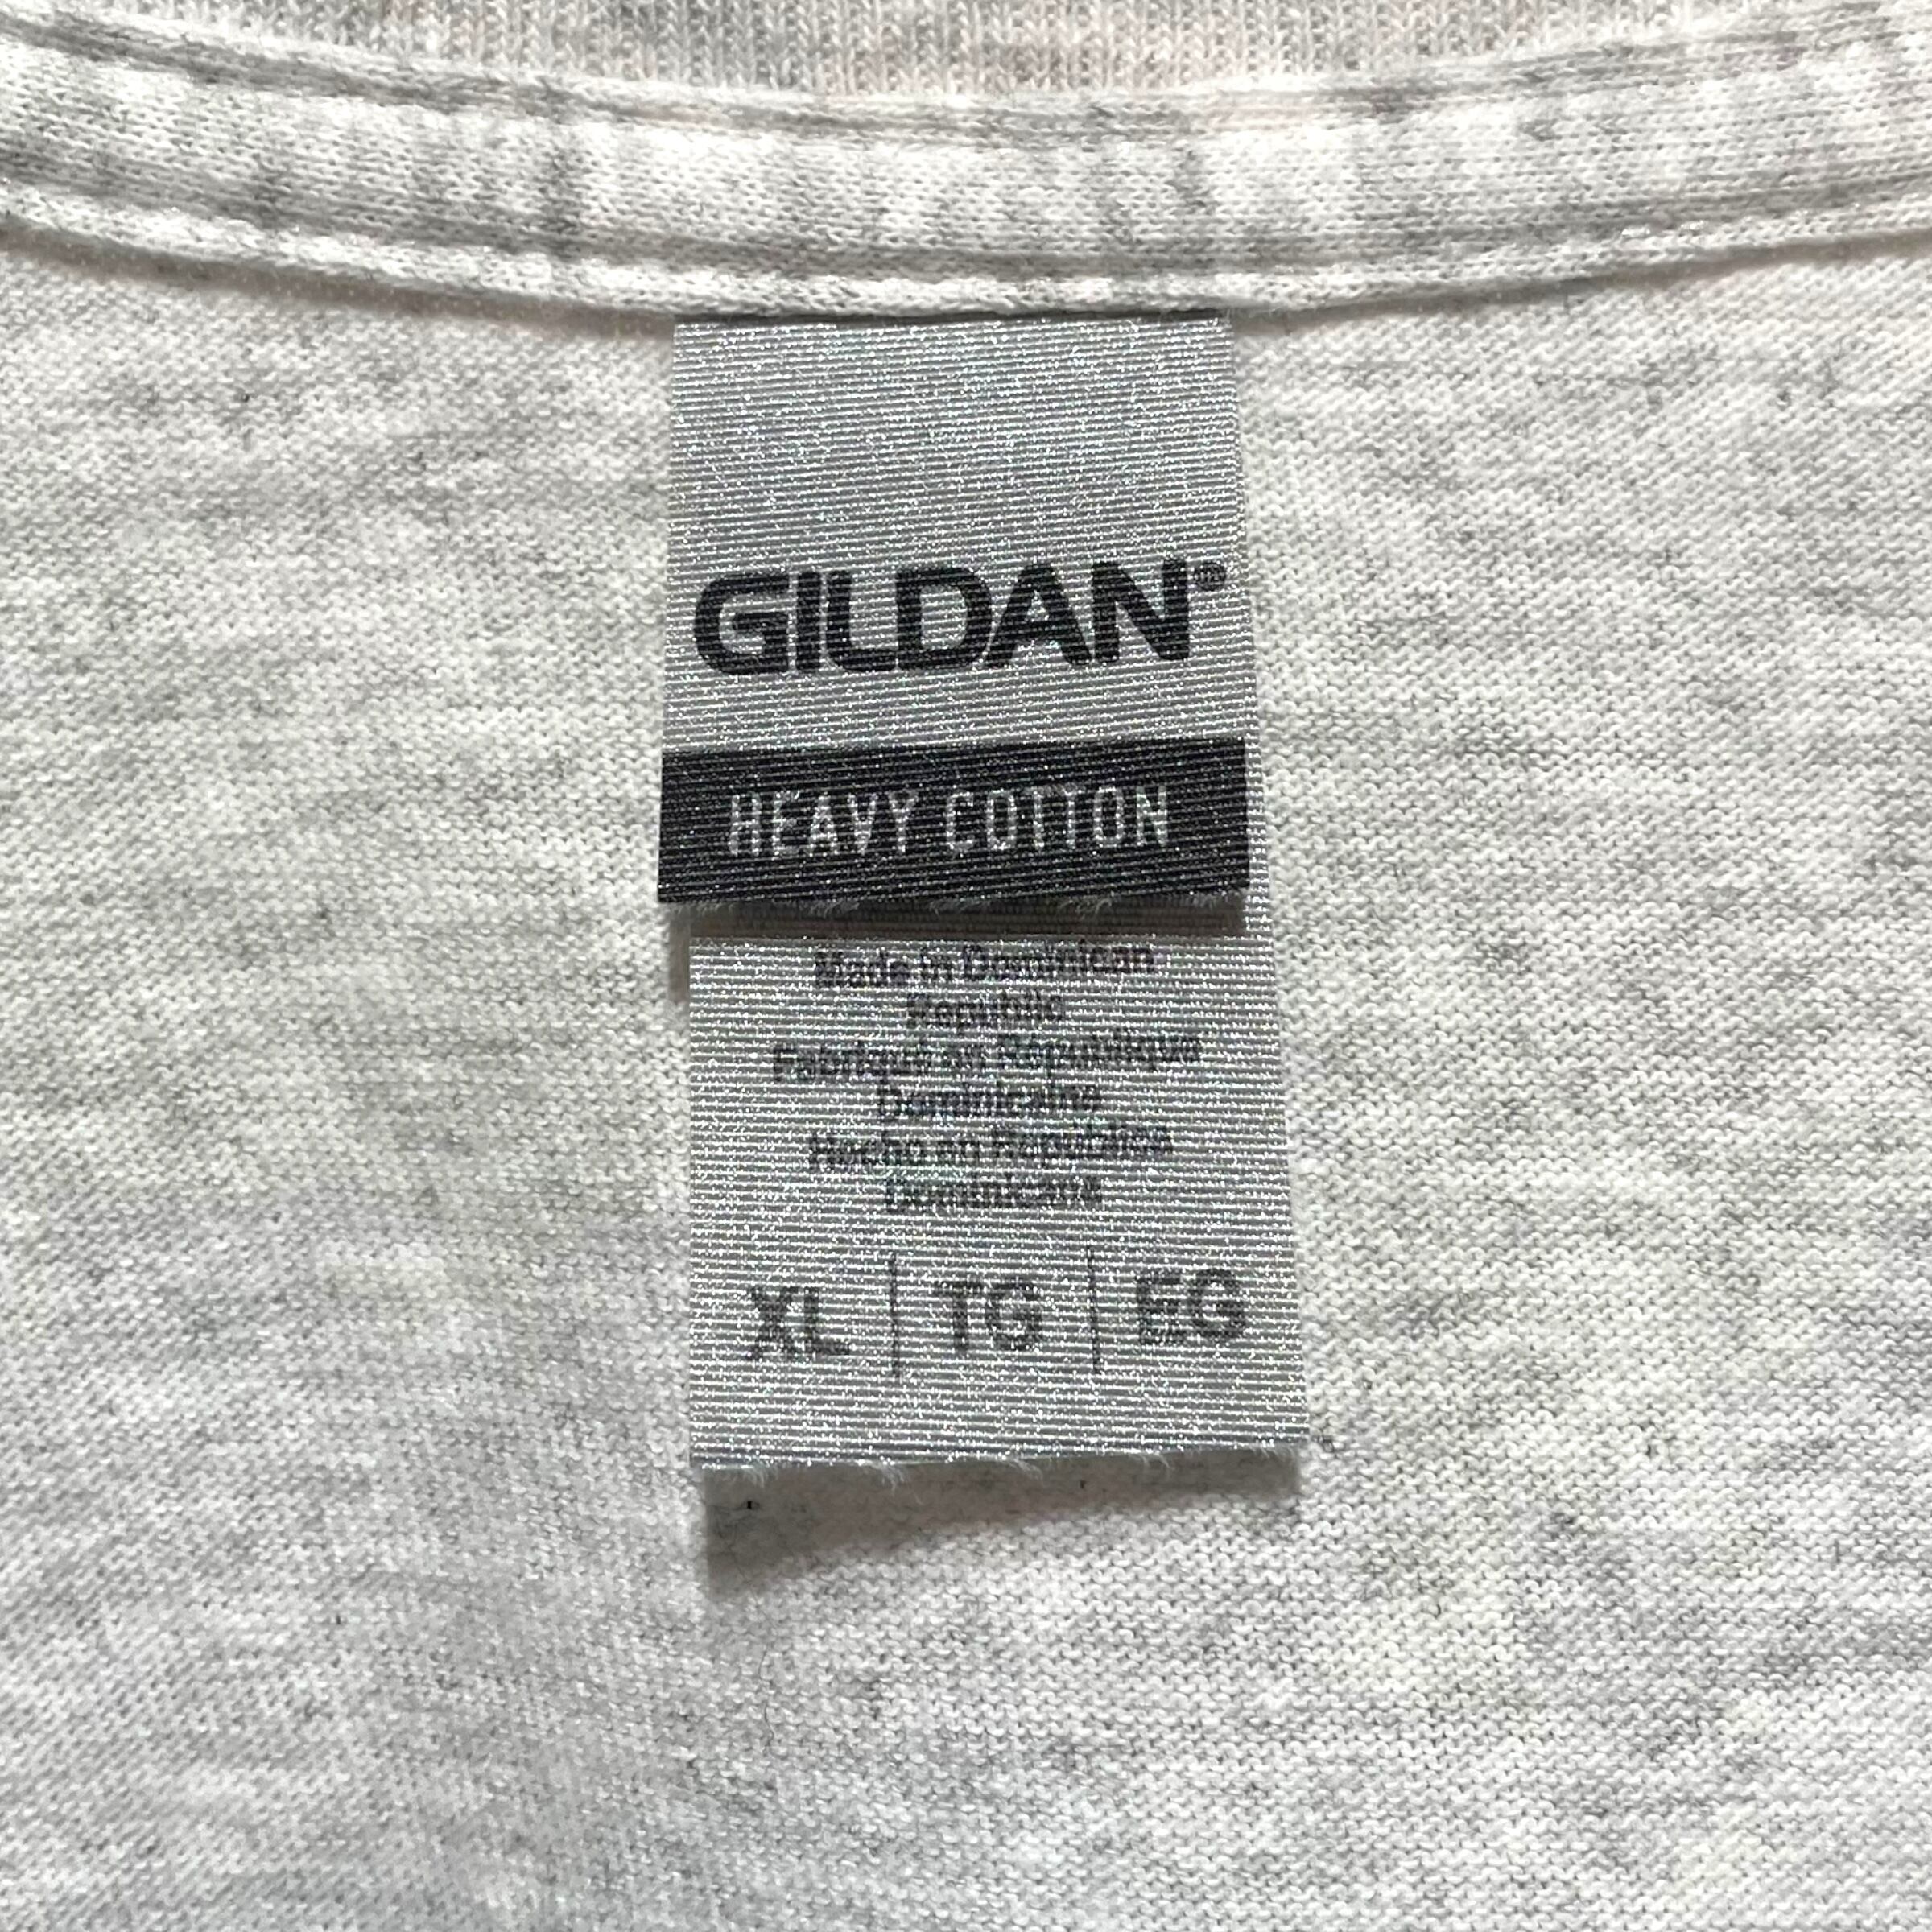 GILDAN®
HEAVY COTTON
Made in Dominican
Republic
Fabriqué en République
Dominicaine
Hecho en República
Dominicana
XL | TG | EG